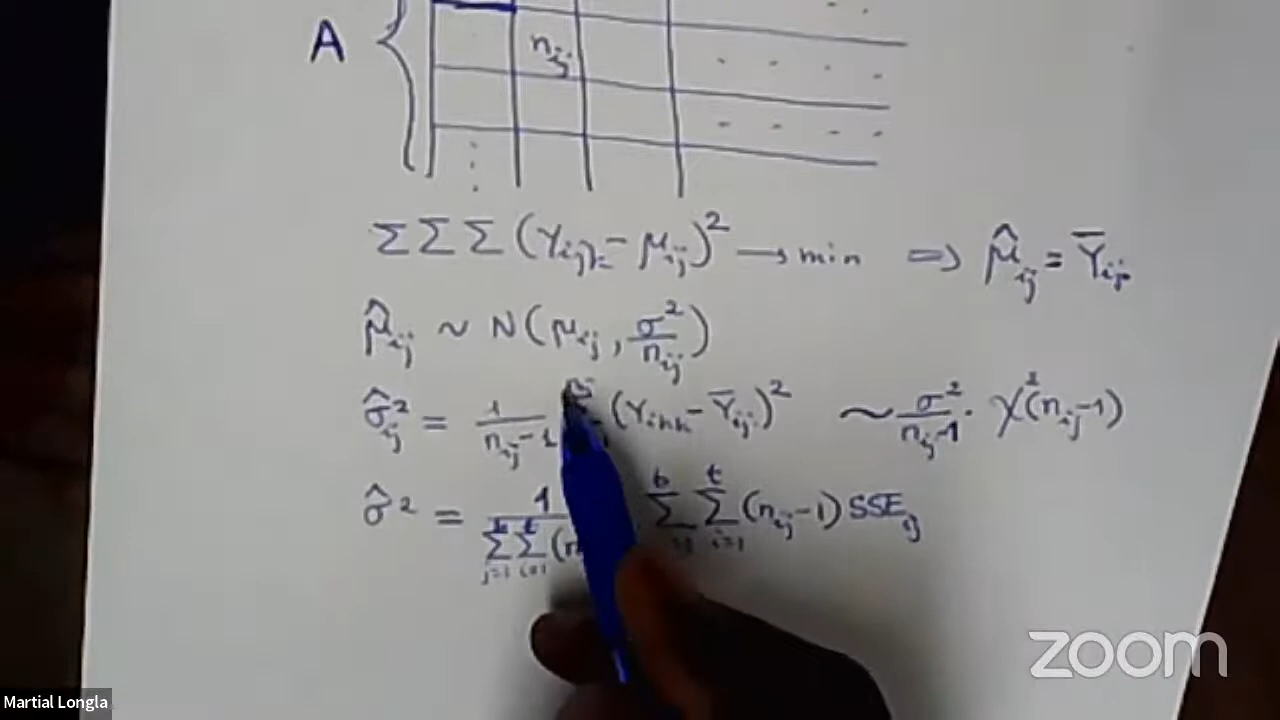 A { n_ij
. .
. . . .
. . . .
Σ Σ Σ (Y_ijk - μ_ij)² → min ⇒ μ̂_ij = Ȳ_ij.
μ̂_ij ~ N(μ_ij, σ²/n_ij)
σ̂²_ij = 1/(n_ij - 1) (Y_ijk - Ȳ_ij.)² ~ σ²/(n_ij - 1) · χ²(n_ij - 1)
σ̂² = 1/(Σ_{j=1}^{b} Σ_{i=1}^{t} (n Σ_{j=1}^{b} Σ_{i=1}^{t} (n_ij - 1) SSE_ij
zoom
Martial Longla